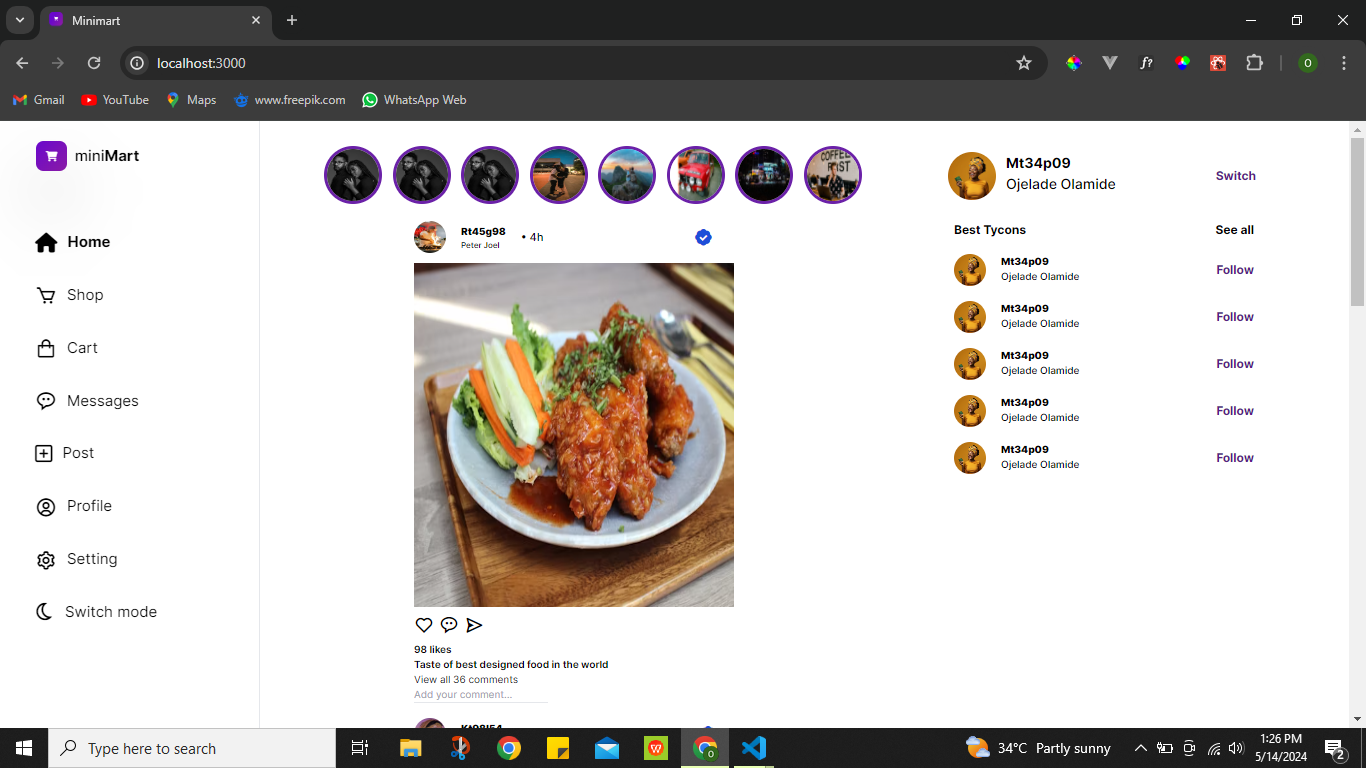 Minimart
localhost:3000
Gmail
YouTube
Maps
www.freepik.com
WhatsApp Web
miniMart
Home
Shop
Cart
Messages
Post
Profile
Setting
Switch mode
COFFEE
Rt45g98
Peter Joel
• 4h
98 likes
Taste of best designed food in the world
View all 36 comments
Add your comment...
Mt34p09
Ojelade Olamide
Switch
Best Tycons
See all
Mt34p09
Ojelade Olamide
Follow
Mt34p09
Ojelade Olamide
Follow
Mt34p09
Ojelade Olamide
Follow
Mt34p09
Ojelade Olamide
Follow
Mt34p09
Ojelade Olamide
Follow
Type here to search
34°C Partly sunny
1:26 PM
5/14/2024
2